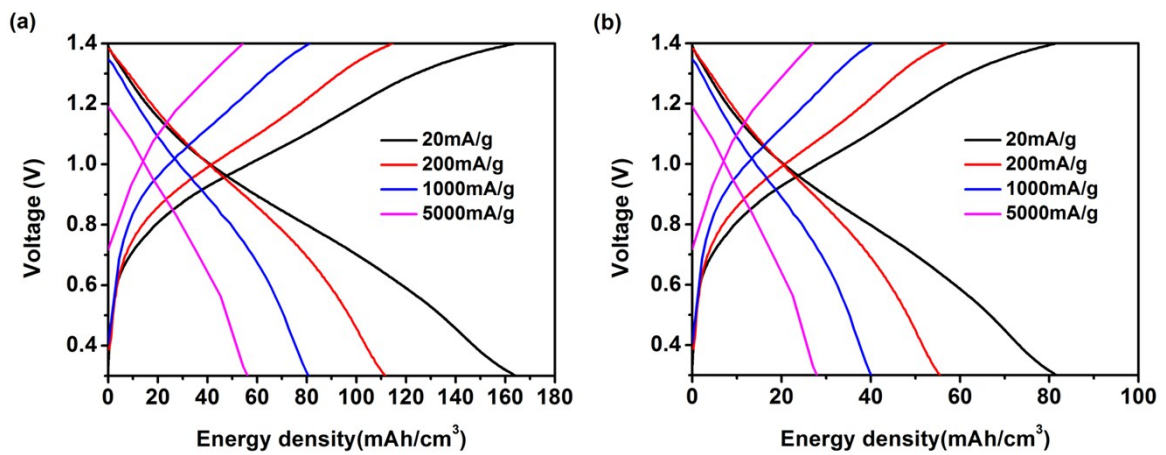 (a)
1.4
1.2
1.0
0.8
0.6
0.4
Voltage (V)
20mA/g
200mA/g
1000mA/g
5000mA/g
0 20 40 60 80 100 120 140 160 180
Energy density(mAh/cm³)
(b)
1.4
1.2
1.0
0.8
0.6
0.4
Voltage (V)
20mA/g
200mA/g
1000mA/g
5000mA/g
0 20 40 60 80 100
Energy density(mAh/cm³)